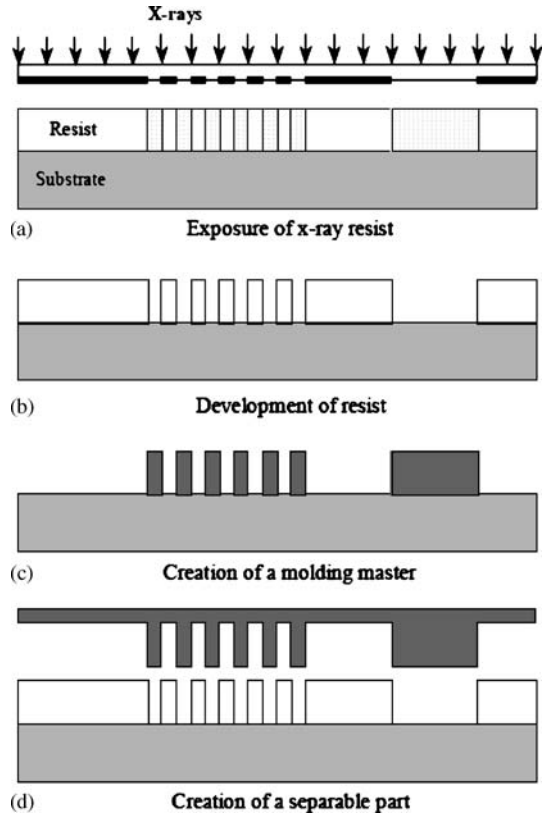 X-rays
Resist
Substrate
(a) Exposure of x-ray resist
(b) Development of resist
(c) Creation of a molding master
(d) Creation of a separable part